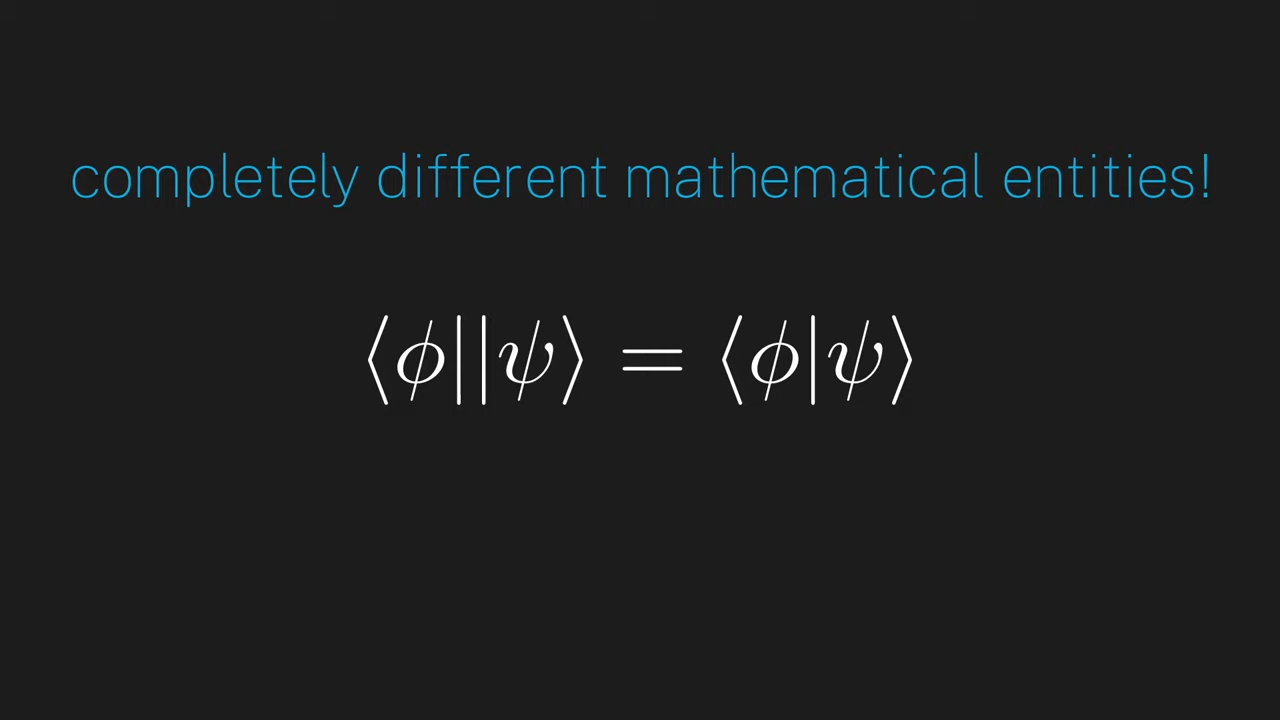 completely different mathematical entities!
⟨ϕ||ψ⟩ = ⟨ϕ|ψ⟩